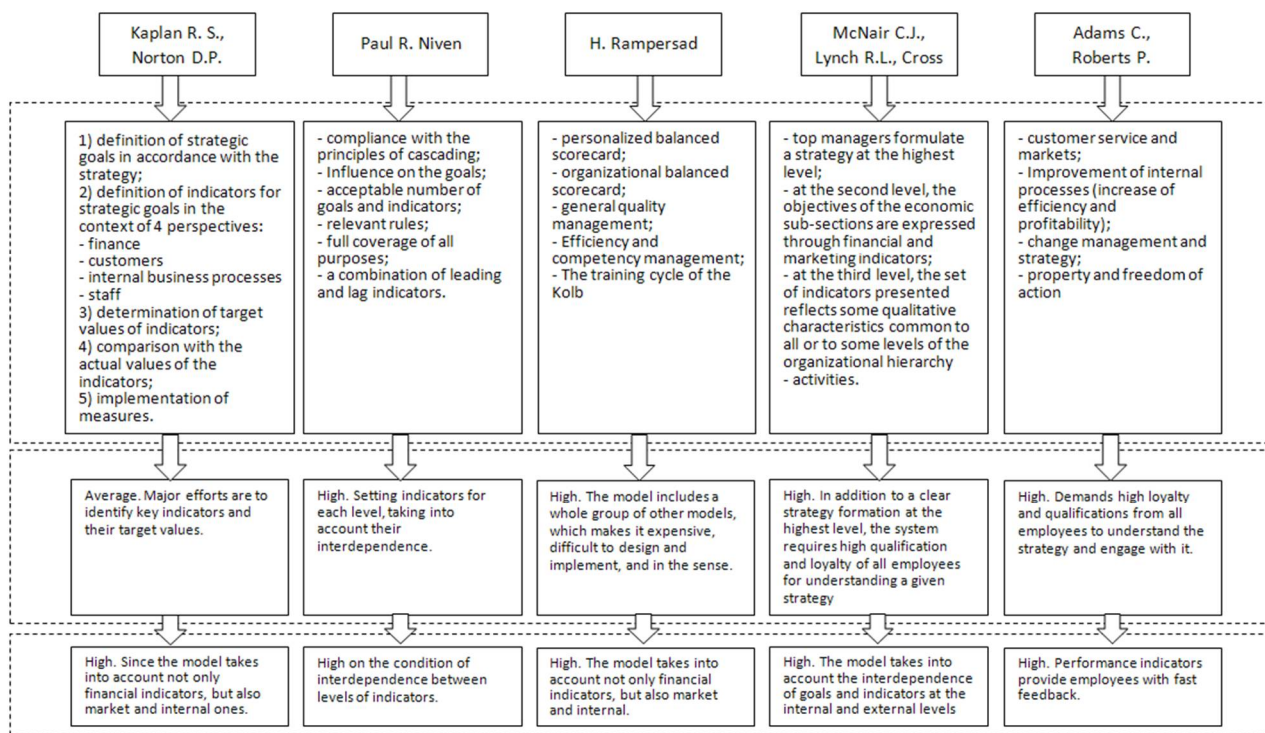 Kaplan R. S.,
Norton D.P.
Paul R. Niven
H. Rampersad
McNair C.J.,
Lynch R.L., Cross
Adams C.,
Roberts P.
1) definition of strategic
goals in accordance with the
strategy;
2) definition of indicators for
strategic goals in the
context of 4 perspectives:
- finance
- customers
- internal business processes
- staff
3) determination of target
values of indicators;
4) comparison with the
actual values of the
indicators;
5) implementation of
measures.
- compliance with the
principles of cascading;
- Influence on the goals;
- acceptable number of
goals and indicators;
- relevant rules;
- full coverage of all
purposes;
- a combination of leading
and lag indicators.
- personalized balanced
scorecard;
- organizational balanced
scorecard;
- general quality
management;
- Efficiency and
competency management;
- The training cycle of the
Kolb
- top managers formulate
a strategy at the highest
level;
- at the second level, the
objectives of the economic
sub-sections are expressed
through financial and
marketing indicators;
- at the third level, the set
of indicators presented
reflects some qualitative
characteristics common to
all or to some levels of the
organizational hierarchy
- activities.
- customer service and
markets;
- Improvement of internal
processes (increase of
efficiency and
profitability);
- change management and
strategy;
- property and freedom of
action
Average. Major efforts are to
identify key indicators and
their target values.
High. Setting indicators for
each level, taking into
account their
interdependence.
High. The model includes a
whole group of other models,
which makes it expensive,
difficult to design and
implement, and in the sense.
High. In addition to a clear
strategy formation at the
highest level, the system
requires high qualification
and loyalty of all employees
for understanding a given
strategy
High. Demands high loyalty
and qualifications from all
employees to understand the
strategy and engage with it.
High. Since the model takes
into account not only
financial indicators, but also
market and internal ones.
High on the condition of
interdependence between
levels of indicators.
High. The model takes into
account not only financial
indicators, but also market
and internal.
High. The model takes into
account the interdependence
of goals and indicators at the
internal and external levels
High. Performance indicators
provide employees with fast
feedback.